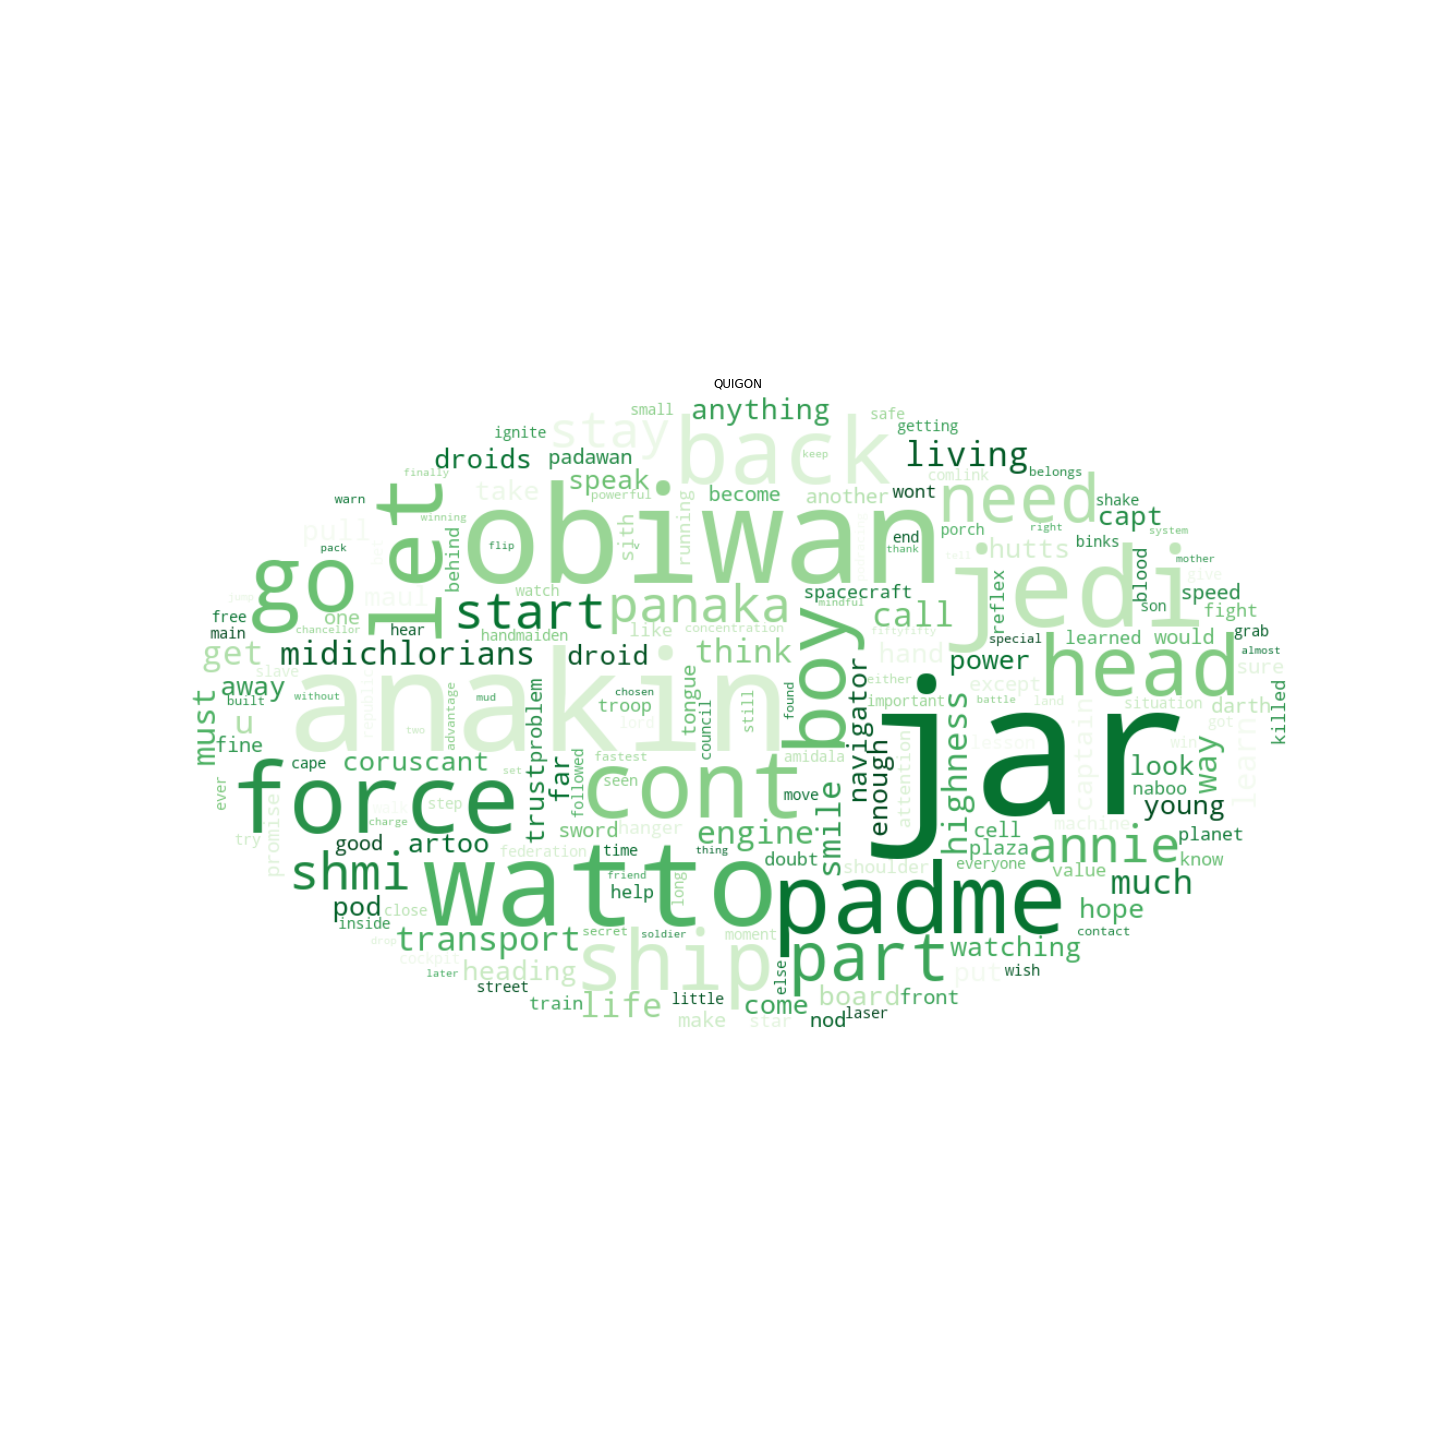 QUIGON
anything
small
safe
stay
back
getting
ignite
living
droids
padawan
keep
belongs
finally
speak
comlink
take
powerful
become
another
wont
need
shake
warn
let
obiwan
running
capt
winning
porch
right
system
pull
sith
end
hutts
binks
pack
flip
thank
tell
mother
go
behind
jedi
blood
give
maul
watch
spacecraft
reflex
speed
jump
start
panaka
mindful
call
son
fight
free
one
chancellor
hear
handmaiden
like
concentration
fiftyfifty
special
learned
would
grab
main
get
midichlorians
droid
think
boy
hand
power
head
almost
sure
slave
away
built
without
republic
advantage
mud
chosen
troop
tongue
still
found
either
navigator
important
except
battle
land
situation
darth
killed
must
u
anakin
two
lord
council
highness
jar
captain
got
fine
problem
amidala
attention
lesson
win
way
learn
cape
coruscant
set
far
fastest
seen
cont
move
enough
look
naboo
ever
force
step
followed
smile
young
promise
charge
trust
sword
hanger
engine
cell
machine
planet
try
good
artoo
federation
time
thing
doubt
plaza
annie
know
shmi
watto
friend
help
long
shoulder
everyone
value
much
pod
close
padme
hope
inside
transport
secret
soldier
moment
part
watching
contact
drop
cockpit
later
heading
ship
else
put
wish
street
train
life
little
come
board
front
make
star
nod
laser